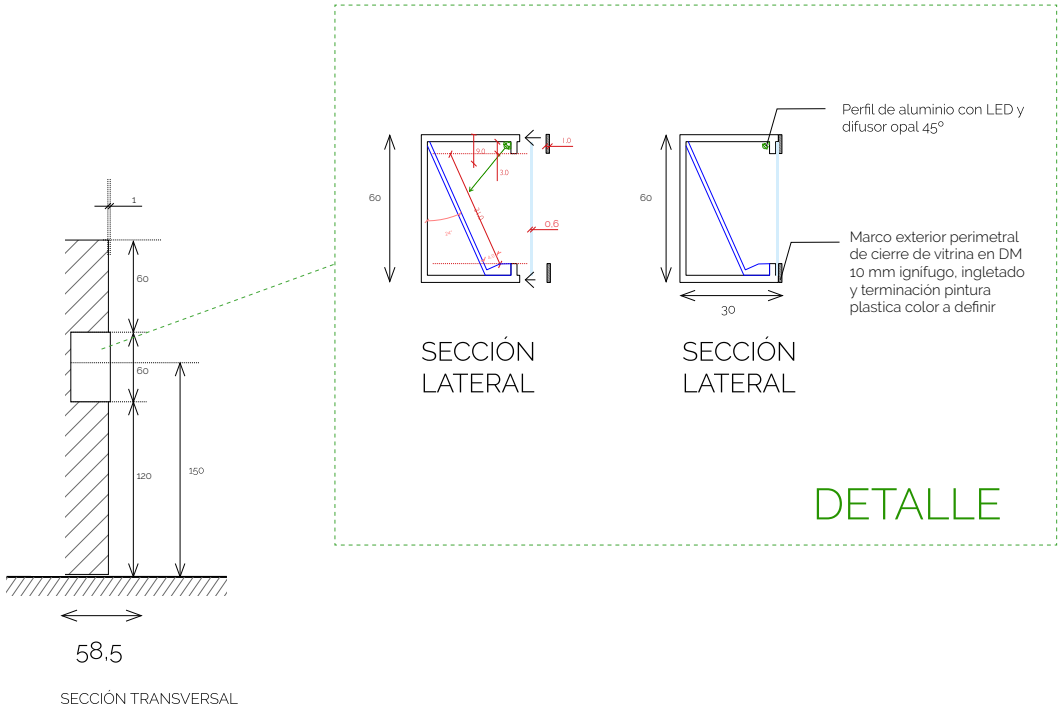 Perfil de aluminio con LED y
difusor opal 45º
1.0
9.0
3.0
60
60
1
0.6
Marco exterior perimetral
de cierre de vitrina en DM
10 mm ignífugo, ingletado
y terminación pintura
plastica color a definir
60
30
SECCIÓN
LATERAL
SECCIÓN
LATERAL
60
120
150
DETALLE
58,5
SECCIÓN TRANSVERSAL